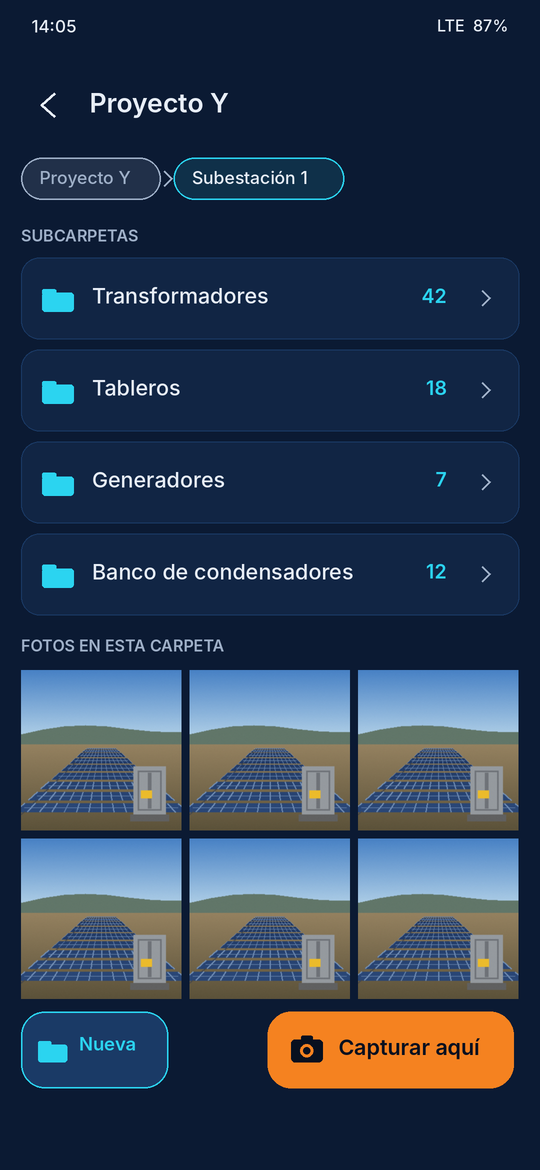 14:05 LTE 87%
Proyecto Y
Proyecto Y Subestación 1
SUBCARPETAS
Transformadores 42
Tableros 18
Generadores 7
Banco de condensadores 12
FOTOS EN ESTA CARPETA
Nueva Capturar aquí